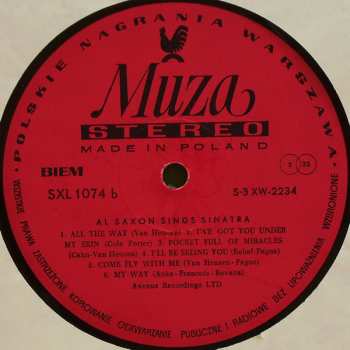 POLSKIE NAGRANIA WARSZAWA
Muza
STEREO
MADE IN POLAND
BIEM
SXL 1074 b
S-3 XW-2234
33
AL SAXON SINGS SINATRA
1. ALL THE WAY (Van Heusen) 2. I'VE GOT YOU UNDER
MY SKIN (Cole Porter) 3. POCKET FULL OF MIRACLES
(Cahn-Van Heusen) 4. I'LL BE SEING YOU (Kahal-Fagan)
5. COME FLY WITH ME (Van Heusen-Fagan)
6. MY WAY (Anka-Francois-Revaux)
Avenue Recordings LTD
WSZELKIE PRAWA ZASTRZEŻONE KOPIOWANIE ODTWARZANIE PUBLICZNE I RADIOWE BEZ UPOWAŻNIENIA WZBRONIONE